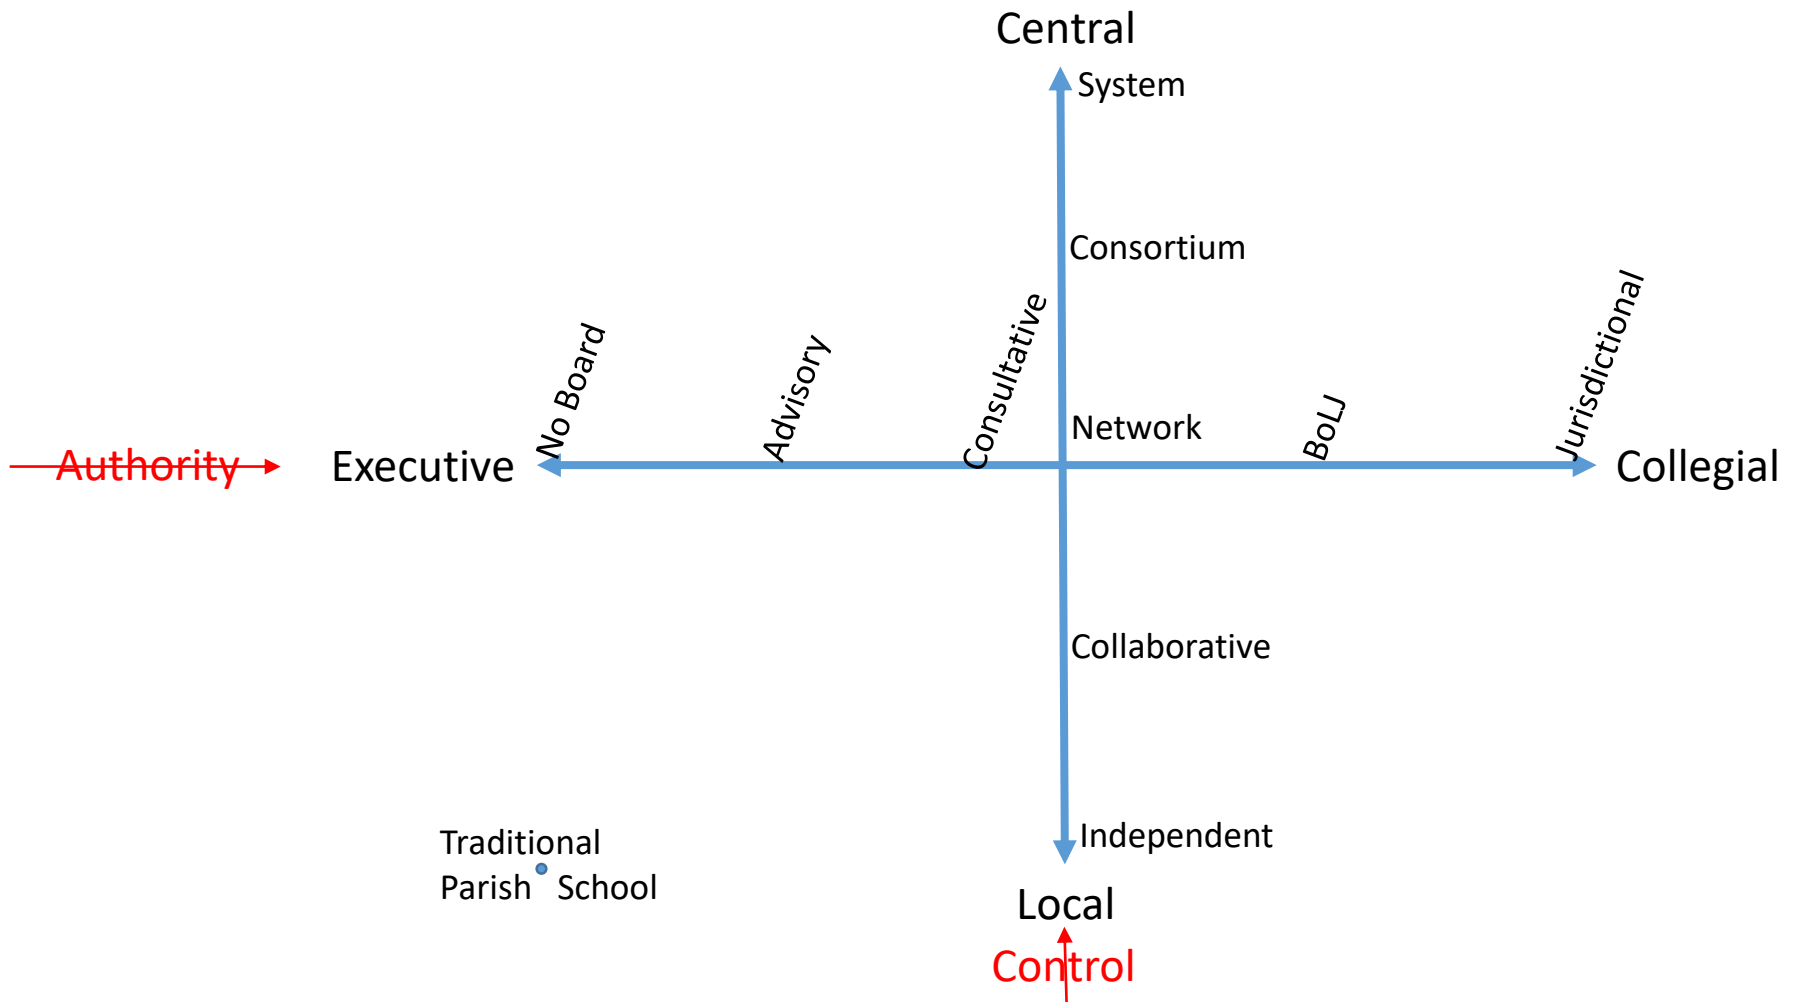 Central
System
Consortium
No Board
Advisory
Consultative
Network
BoLJ
Jurisdictional
Authority
Executive
Collegial
Collaborative
Independent
Traditional
Parish School
Local
Control